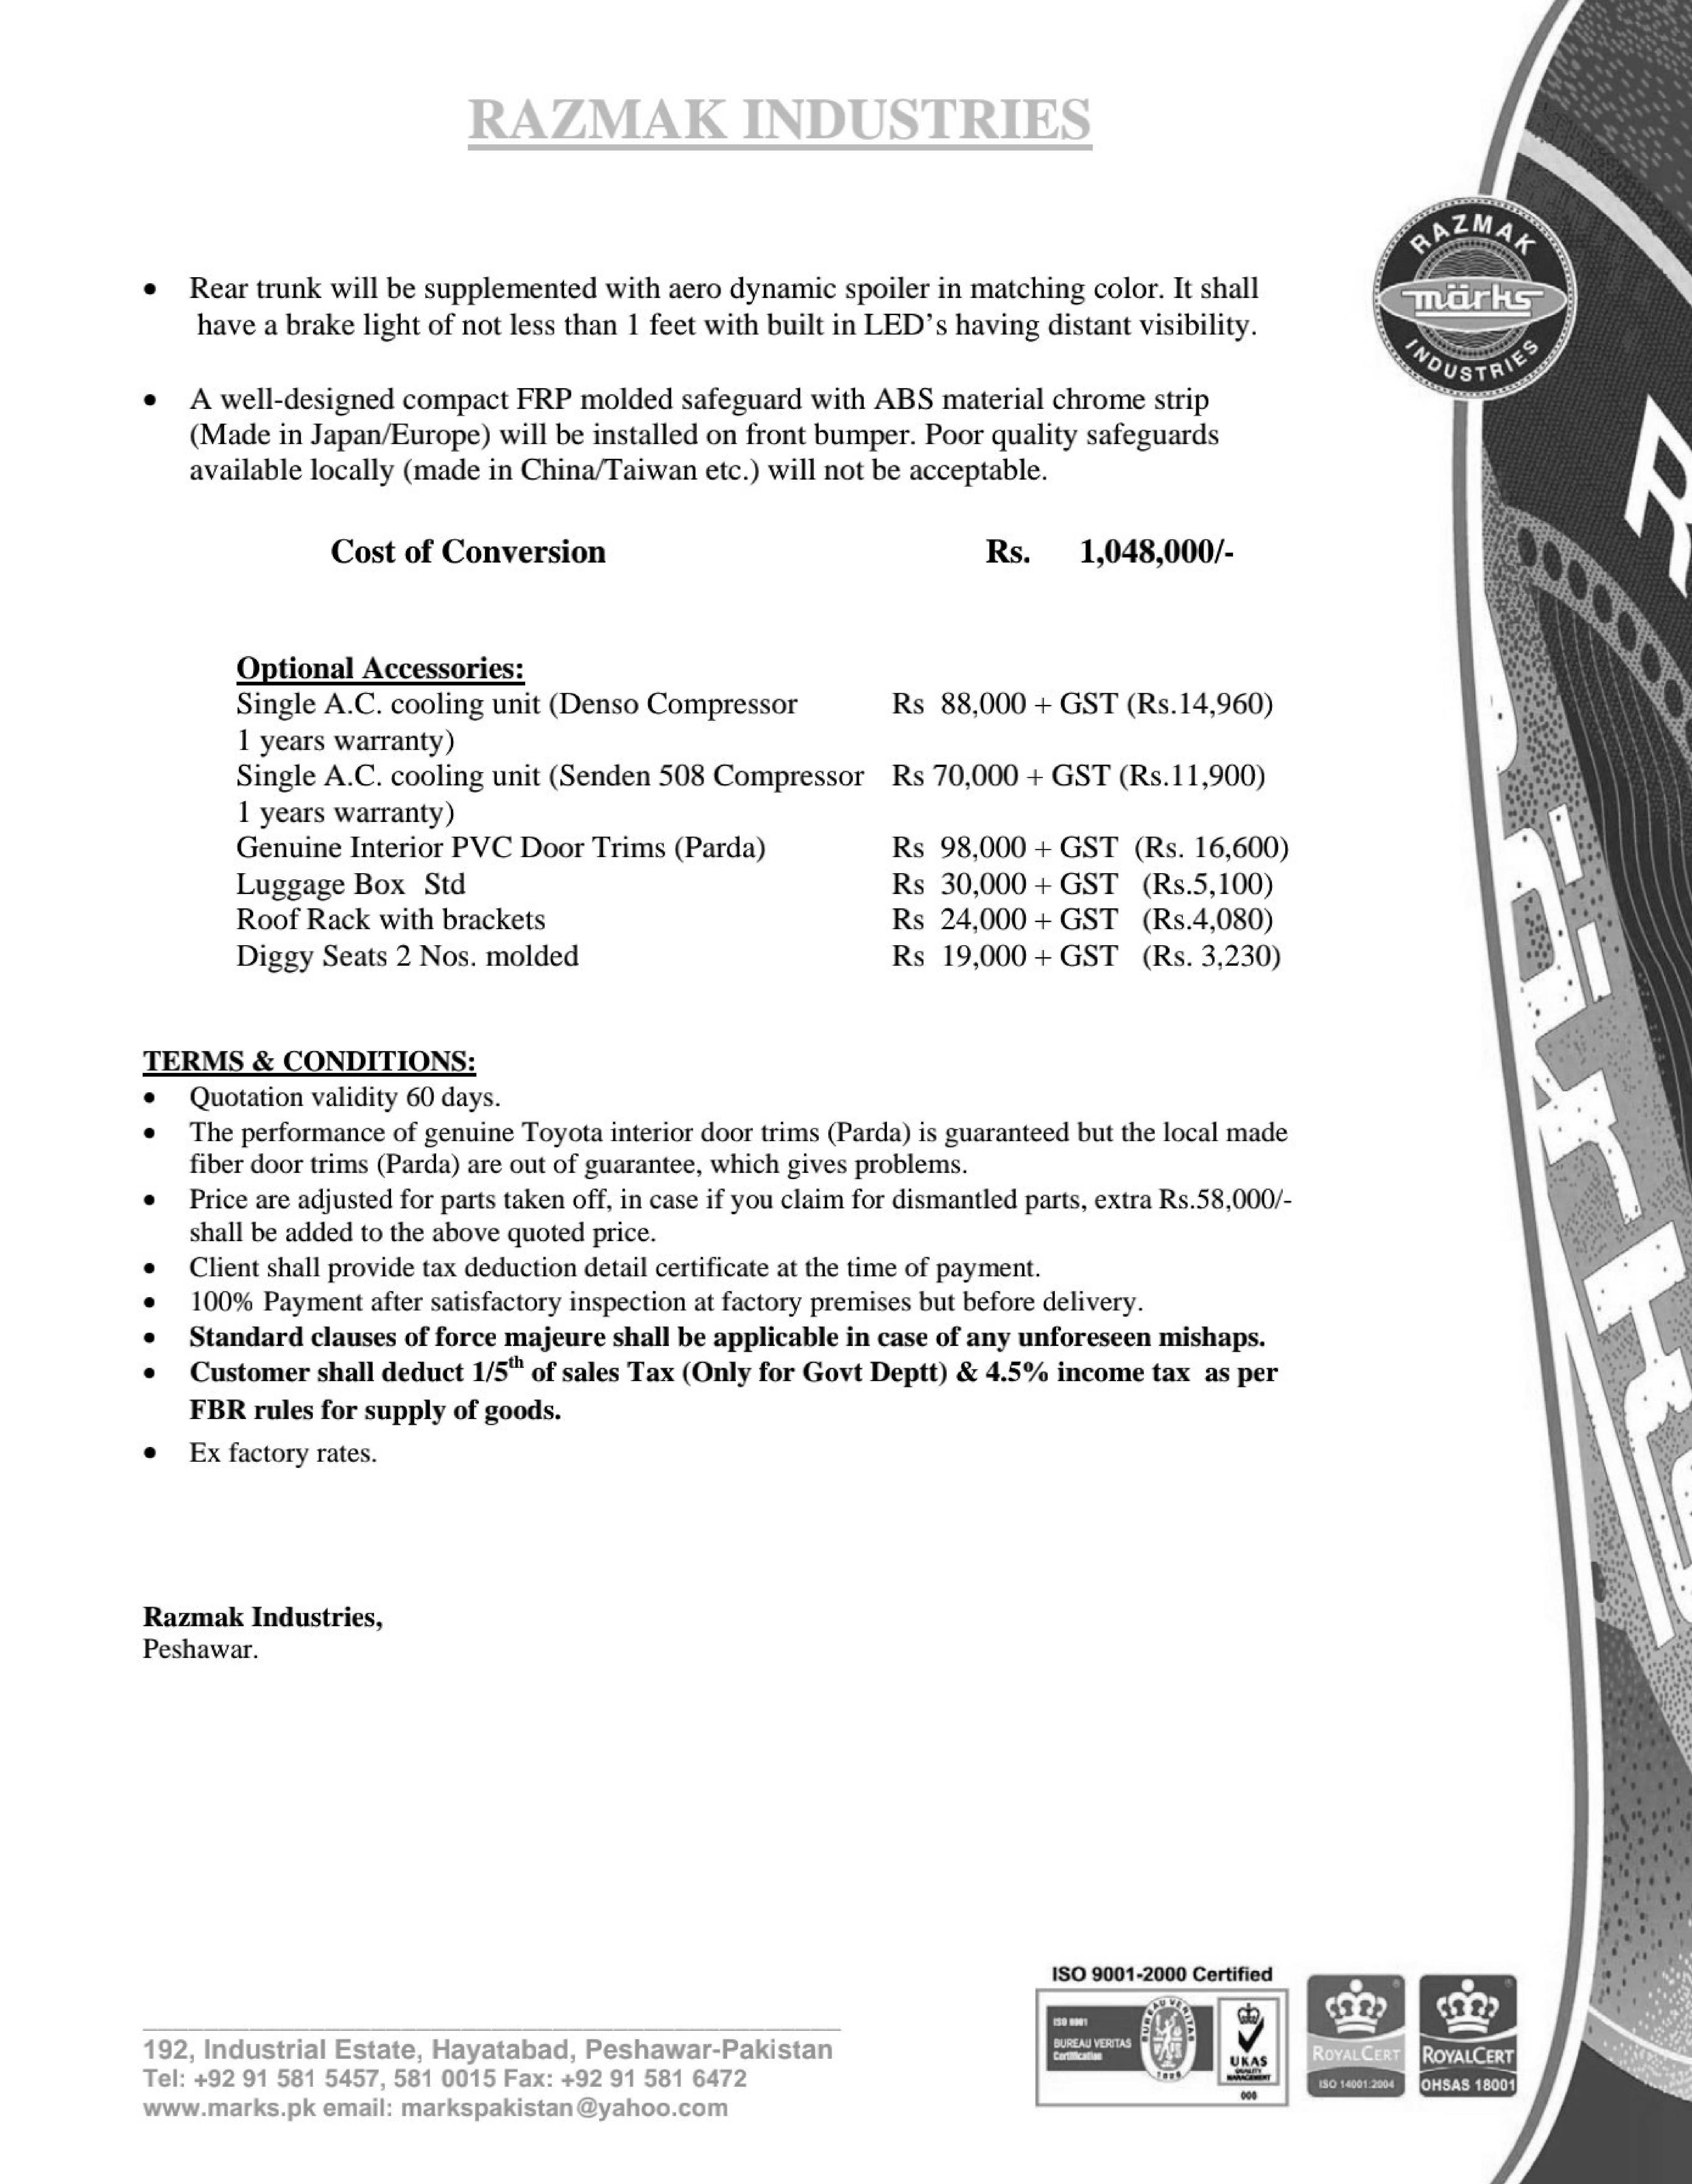 RAZMAK INDUSTRIES
RAZMAK
märks
INDUSTRIES
• Rear trunk will be supplemented with aero dynamic spoiler in matching color. It shall
have a brake light of not less than 1 feet with built in LED’s having distant visibility.
• A well-designed compact FRP molded safeguard with ABS material chrome strip
(Made in Japan/Europe) will be installed on front bumper. Poor quality safeguards
available locally (made in China/Taiwan etc.) will not be acceptable.
Cost of Conversion Rs. 1,048,000/-
Optional Accessories:
Single A.C. cooling unit (Denso Compressor Rs 88,000 + GST (Rs.14,960)
1 years warranty)
Single A.C. cooling unit (Senden 508 Compressor Rs 70,000 + GST (Rs.11,900)
1 years warranty)
Genuine Interior PVC Door Trims (Parda) Rs 98,000 + GST (Rs. 16,600)
Luggage Box Std Rs 30,000 + GST (Rs.5,100)
Roof Rack with brackets Rs 24,000 + GST (Rs.4,080)
Diggy Seats 2 Nos. molded Rs 19,000 + GST (Rs. 3,230)
TERMS & CONDITIONS:
• Quotation validity 60 days.
• The performance of genuine Toyota interior door trims (Parda) is guaranteed but the local made
fiber door trims (Parda) are out of guarantee, which gives problems.
• Price are adjusted for parts taken off, in case if you claim for dismantled parts, extra Rs.58,000/-
shall be added to the above quoted price.
• Client shall provide tax deduction detail certificate at the time of payment.
• 100% Payment after satisfactory inspection at factory premises but before delivery.
• Standard clauses of force majeure shall be applicable in case of any unforeseen mishaps.
• Customer shall deduct 1/5th of sales Tax (Only for Govt Deptt) & 4.5% income tax as per
FBR rules for supply of goods.
• Ex factory rates.
Razmak Industries,
Peshawar.
192, Industrial Estate, Hayatabad, Peshawar-Pakistan
Tel: +92 91 581 5457, 581 0015 Fax: +92 91 581 6472
www.marks.pk email: markspakistan@yahoo.com
ISO 9001-2000 Certified
ISO 9001
BUREAU VERITAS
Certification
BUREAU VERITAS
1828
UKAS
QUALITY
MANAGEMENT
008
ROYALCERT
ISO 14001:2004
ROYALCERT
OHSAS 18001